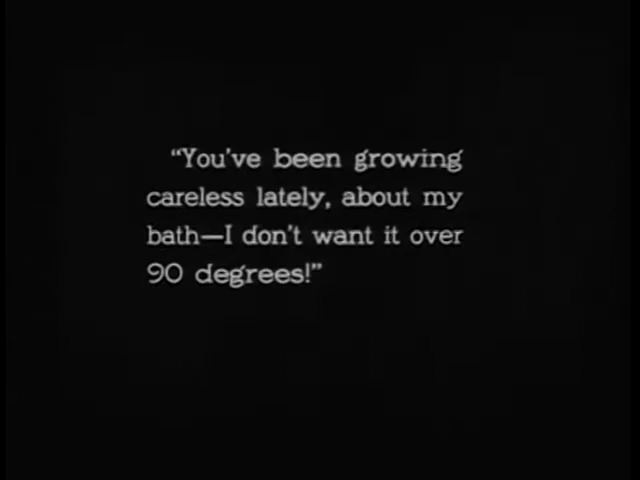 “You’ve been growing
careless lately, about my
bath—I don’t want it over
90 degrees!”